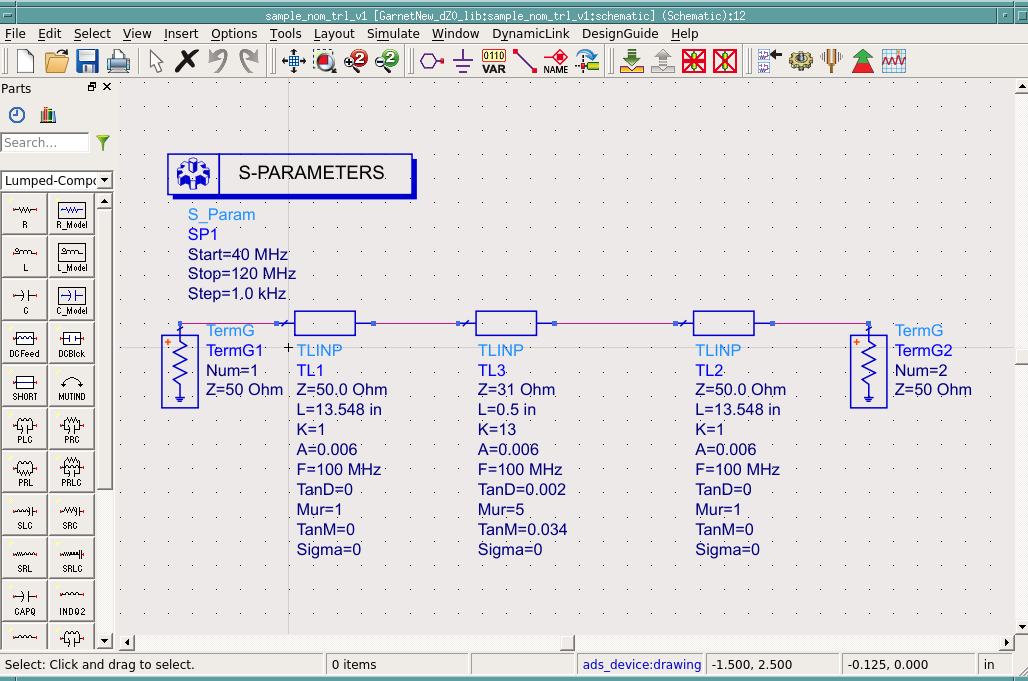 sample_nom_trl_v1 [GarnetNew_dZ0_lib:sample_nom_trl_v1:schematic] (Schematic):12
File Edit Select View Insert Options Tools Layout Simulate Window DynamicLink DesignGuide Help
2 2 0110 VAR NAME
Parts
Search...
Lumped-Compo
R R_Model
L L_Model
C C_Model
DCFeed DCBlck
SHORT MUTIND
PLC PRC
PRL PRLC
SLC SRC
SRL SRLC
CAPQ INDQ2
S-PARAMETERS
S_Param
SP1
Start=40 MHz
Stop=120 MHz
Step=1.0 kHz
TermG
TermG1
Num=1
Z=50 Ohm
TLINP
TL1
Z=50.0 Ohm
L=13.548 in
K=1
A=0.006
F=100 MHz
TanD=0
Mur=1
TanM=0
Sigma=0
TLINP
TL3
Z=31 Ohm
L=0.5 in
K=13
A=0.006
F=100 MHz
TanD=0.002
Mur=5
TanM=0.034
Sigma=0
TLINP
TL2
Z=50.0 Ohm
L=13.548 in
K=1
A=0.006
F=100 MHz
TanD=0
Mur=1
TanM=0
Sigma=0
TermG
TermG2
Num=2
Z=50 Ohm
Select: Click and drag to select. 0 items ads_device:drawing -1.500, 2.500 -0.125, 0.000 in